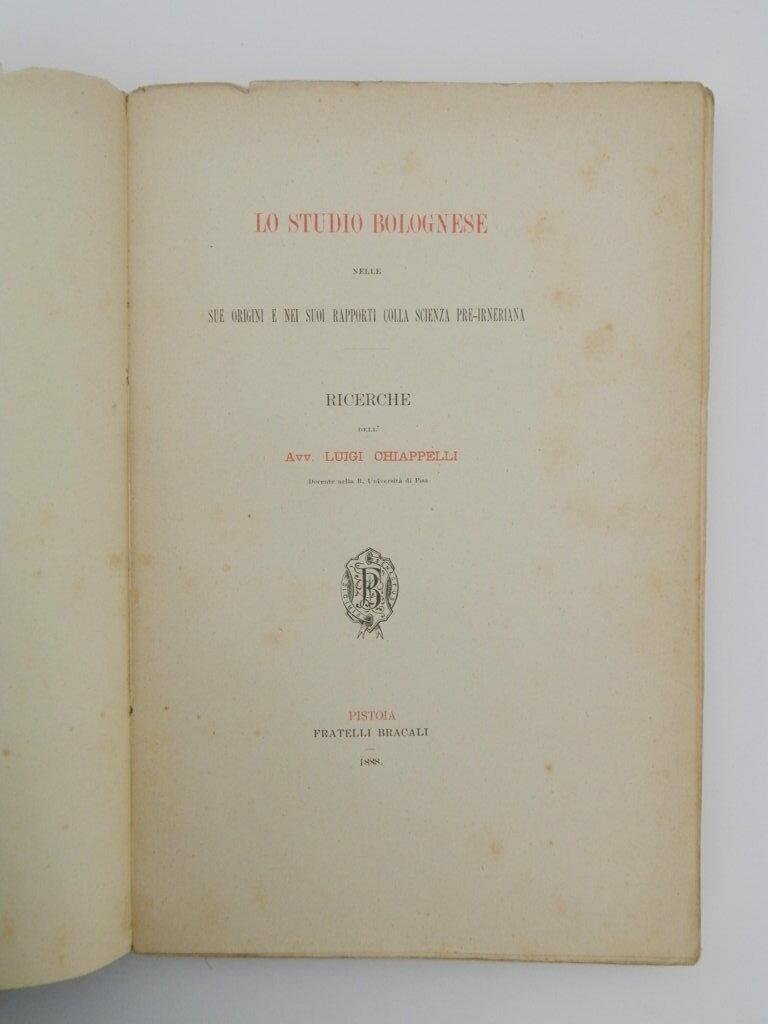 LO STUDIO BOLOGNESE
NELLE
SUE ORIGINI E NEI SUOI RAPPORTI COLLA SCIENZA PRE-IRNERIANA
RICERCHE
DELL'
Avv. LUIGI CHIAPPELLI
Docente nella R. Università di Pisa
PISTOIA
FRATELLI BRACALI
1888.